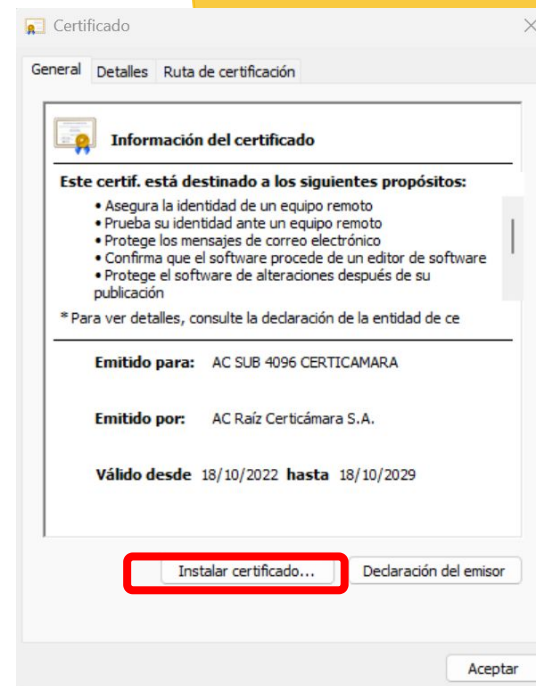 Certificado
General Detalles Ruta de certificación
Información del certificado
Este certif. está destinado a los siguientes propósitos:
• Asegura la identidad de un equipo remoto
• Prueba su identidad ante un equipo remoto
• Protege los mensajes de correo electrónico
• Confirma que el software procede de un editor de software
• Protege el software de alteraciones después de su
publicación
* Para ver detalles, consulte la declaración de la entidad de ce
Emitido para: AC SUB 4096 CERTICAMARA
Emitido por: AC Raíz Certicámara S.A.
Válido desde 18/10/2022 hasta 18/10/2029
Instalar certificado... Declaración del emisor
Aceptar